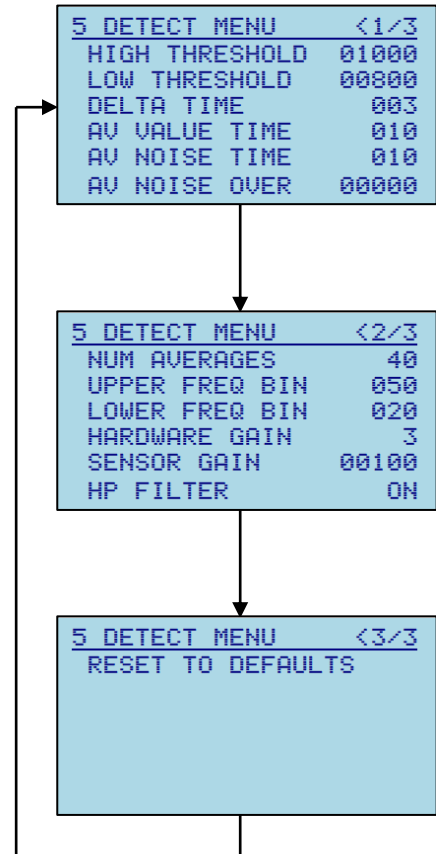 5 DETECT MENU <1/3
HIGH THRESHOLD 01000
LOW THRESHOLD 00800
DELTA TIME 003
AV VALUE TIME 010
AV NOISE TIME 010
AV NOISE OVER 00000
5 DETECT MENU <2/3
NUM AVERAGES 40
UPPER FREQ BIN 050
LOWER FREQ BIN 020
HARDWARE GAIN 3
SENSOR GAIN 00100
HP FILTER ON
5 DETECT MENU <3/3
RESET TO DEFAULTS